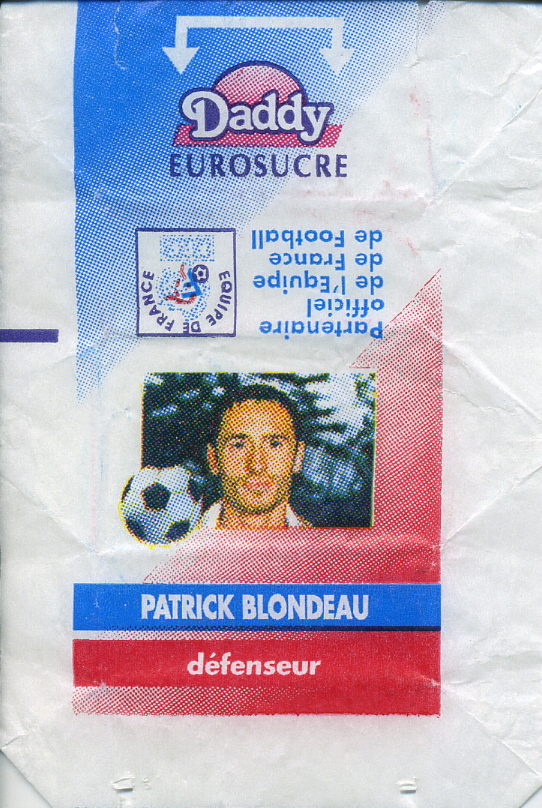 Daddy
EUROSUCRE
Partenaire
officiel
de l'Equipe
de France
de Football
EQUIPE DE FRANCE
PATRICK BLONDEAU
défenseur